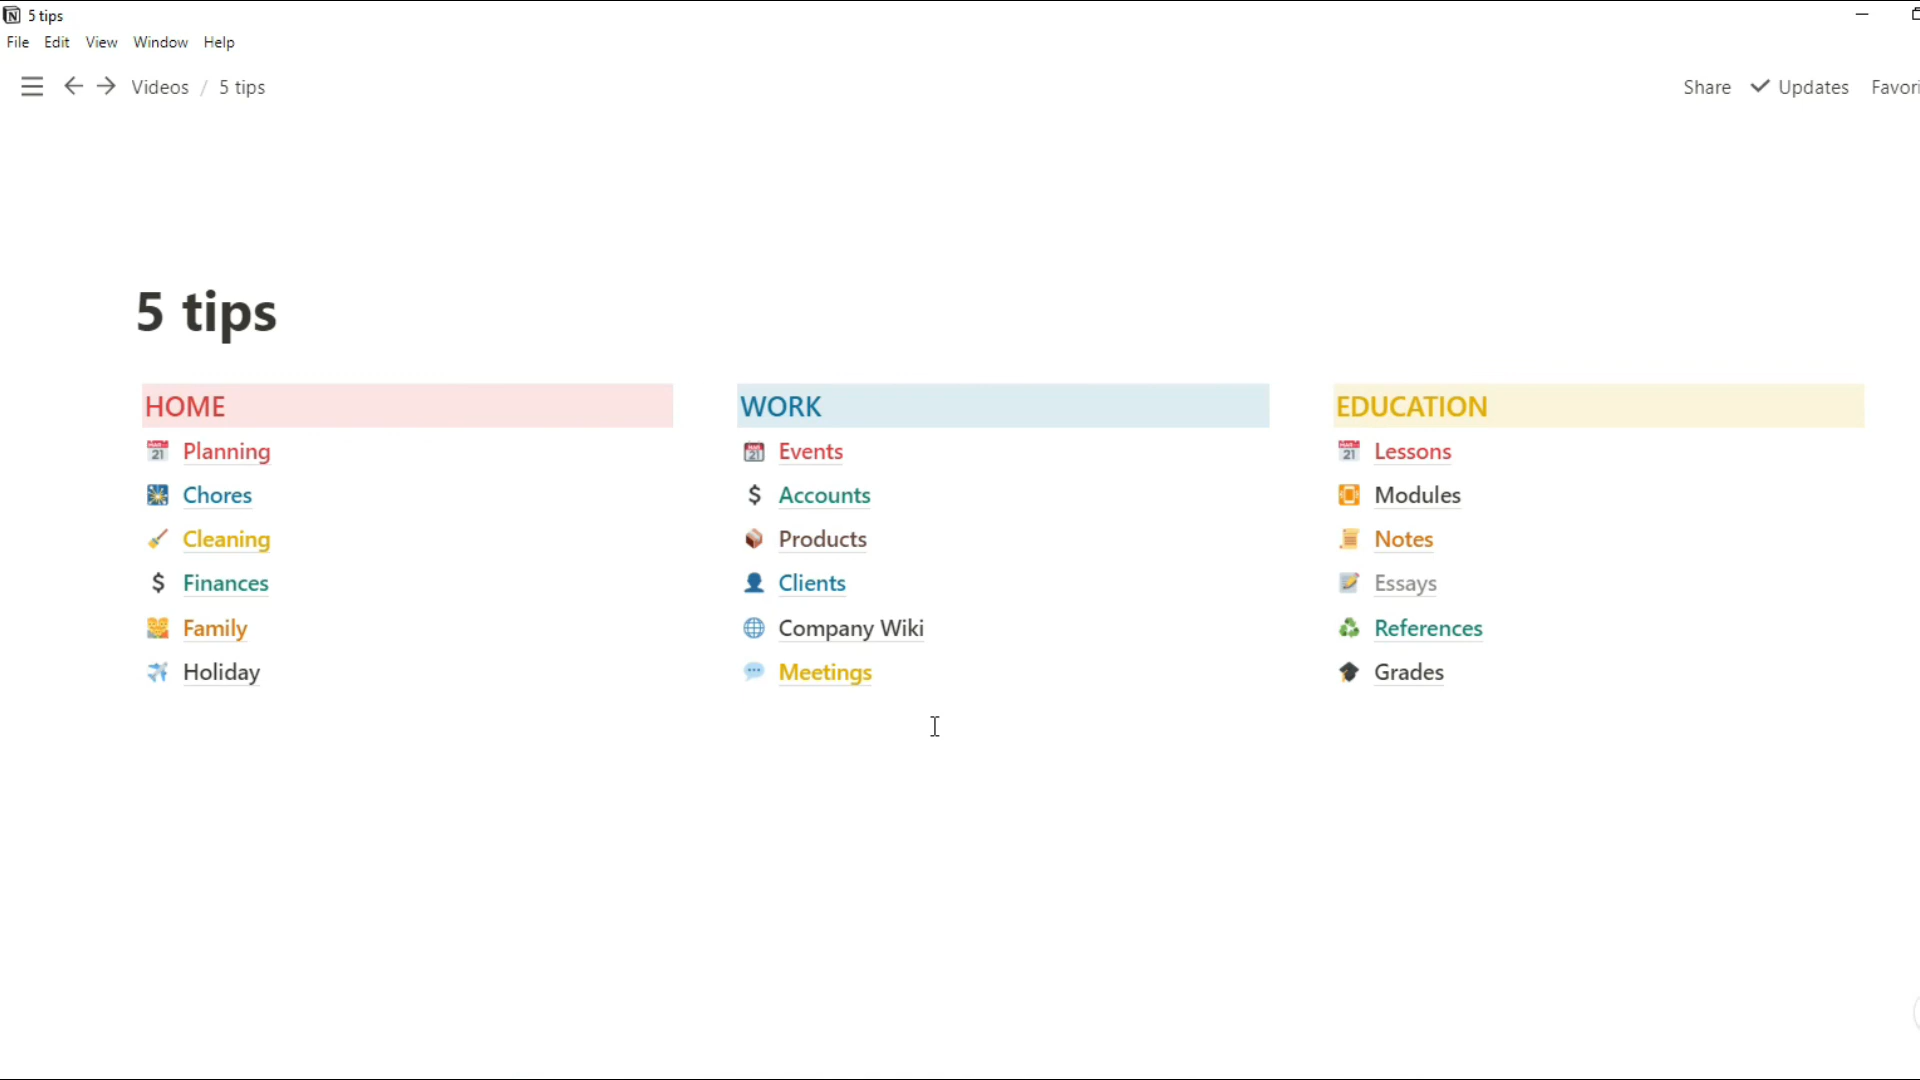 5 tips
File Edit View Window Help
Videos / 5 tips
Share Updates Favori
5 tips
HOME
Planning
Chores
Cleaning
Finances
Family
Holiday
WORK
Events
Accounts
Products
Clients
Company Wiki
Meetings
EDUCATION
Lessons
Modules
Notes
Essays
References
Grades